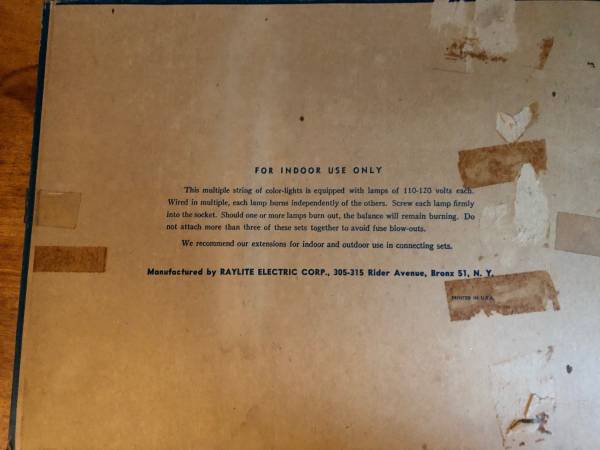 FOR INDOOR USE ONLY
This multiple string of color-lights is equipped with lamps of 110-120 volts each.
Wired in multiple, each lamp burns independently of the others. Screw each lamp firmly
into the socket. Should one or more lamps burn out, the balance will remain burning. Do
not attach more than three of these sets together to avoid fuse blow-outs.
We recommend our extensions for indoor and outdoor use in connecting sets.
Manufactured by RAYLITE ELECTRIC CORP., 305-315 Rider Avenue, Bronx 51, N. Y.
PRINTED IN U.S.A.